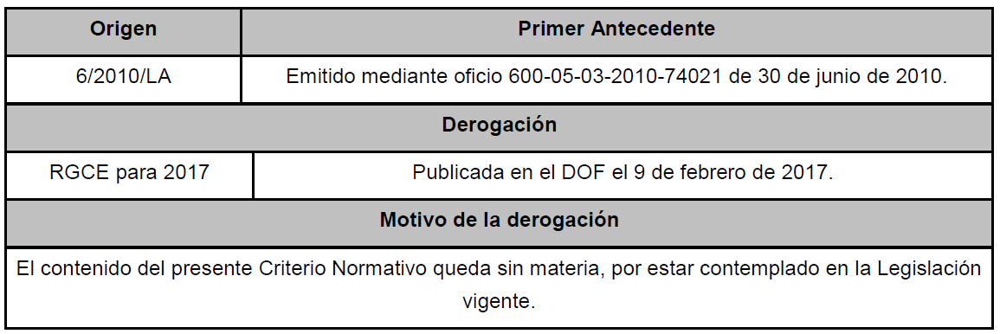 Origen Primer Antecedente
6/2010/LA Emitido mediante oficio 600-05-03-2010-74021 de 30 de junio de 2010.
Derogación
RGCE para 2017 Publicada en el DOF el 9 de febrero de 2017.
Motivo de la derogación
El contenido del presente Criterio Normativo queda sin materia, por estar contemplado en la Legislación
vigente.